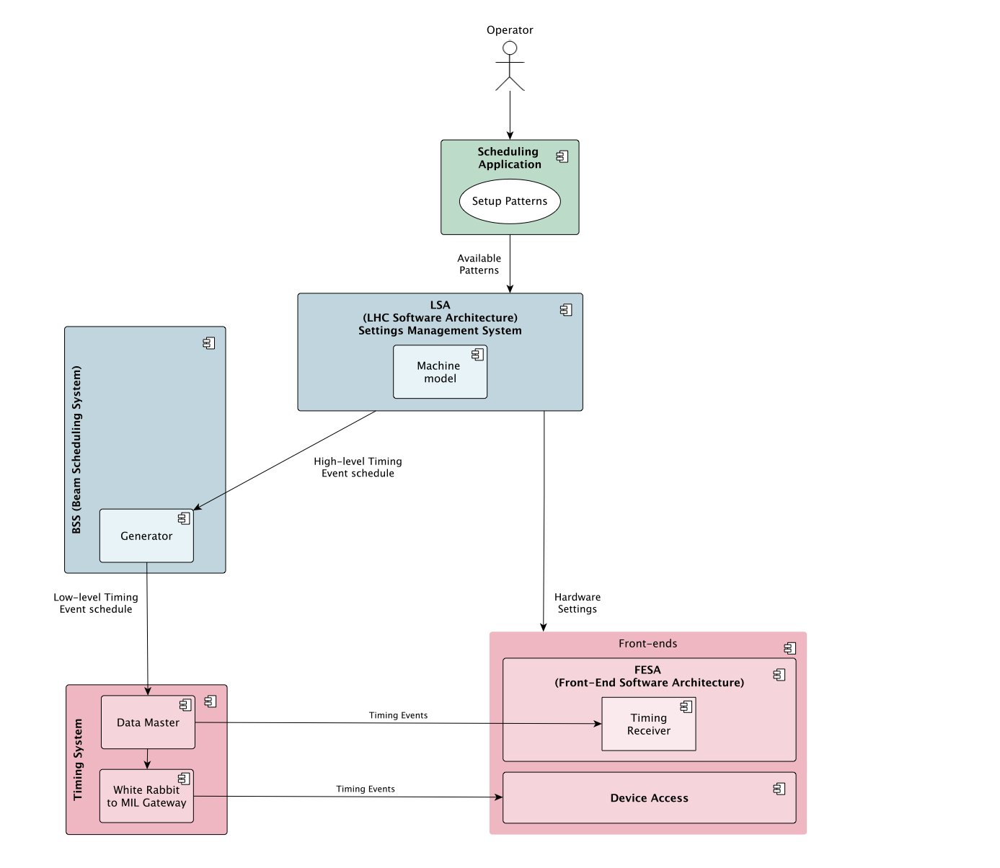 Operator
Scheduling
Application
Setup Patterns
Available
Patterns
LSA
(LHC Software Architecture)
Settings Management System
Machine
model
BSS (Beam Scheduling System)
High-level Timing
Event schedule
Generator
Low-level Timing
Event schedule
Hardware
Settings
Front-ends
FESA
(Front-End Software Architecture)
Timing System
Data Master
Timing Events
Timing
Receiver
White Rabbit
to MIL Gateway
Timing Events
Device Access